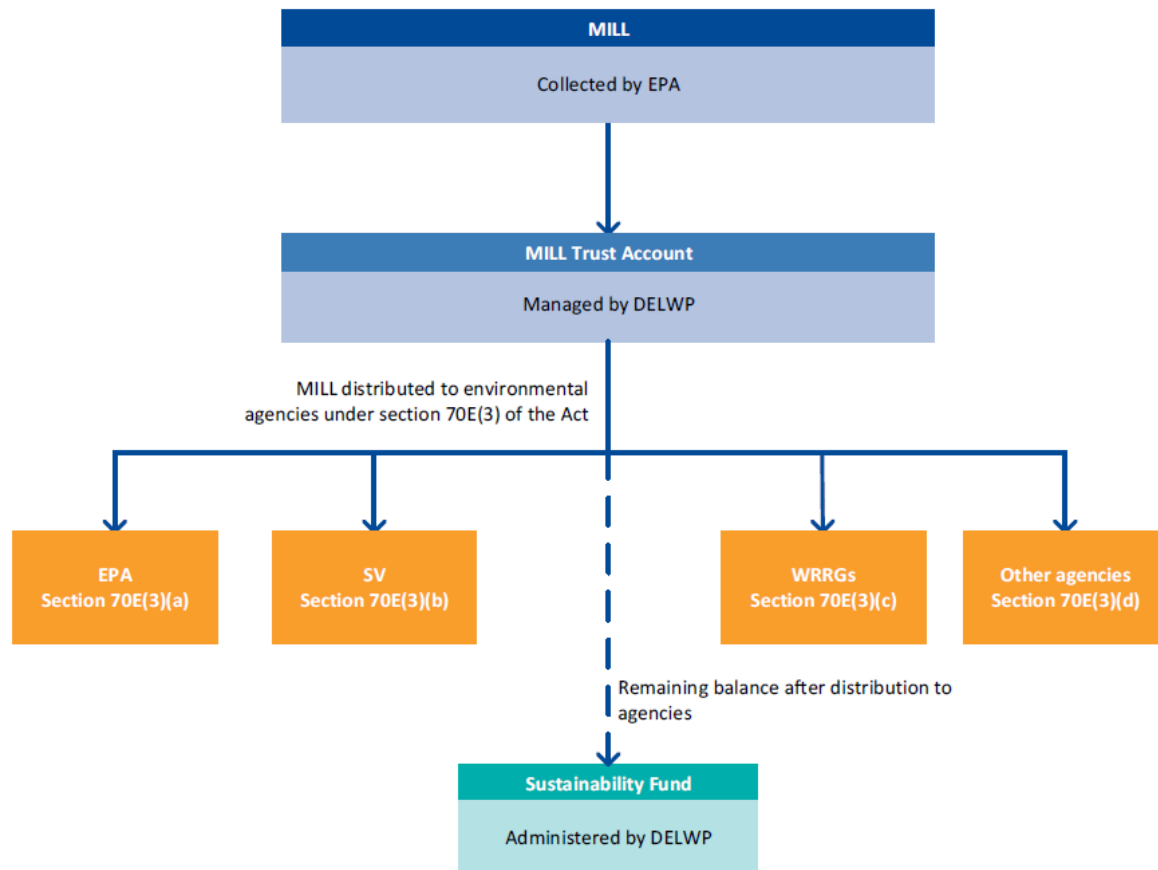 MILL
Collected by EPA
MILL Trust Account
Managed by DELWP
MILL distributed to environmental
agencies under section 70E(3) of the Act
EPA
Section 70E(3)(a)
SV
Section 70E(3)(b)
WRRGs
Section 70E(3)(c)
Other agencies
Section 70E(3)(d)
Remaining balance after distribution to
agencies
Sustainability Fund
Administered by DELWP